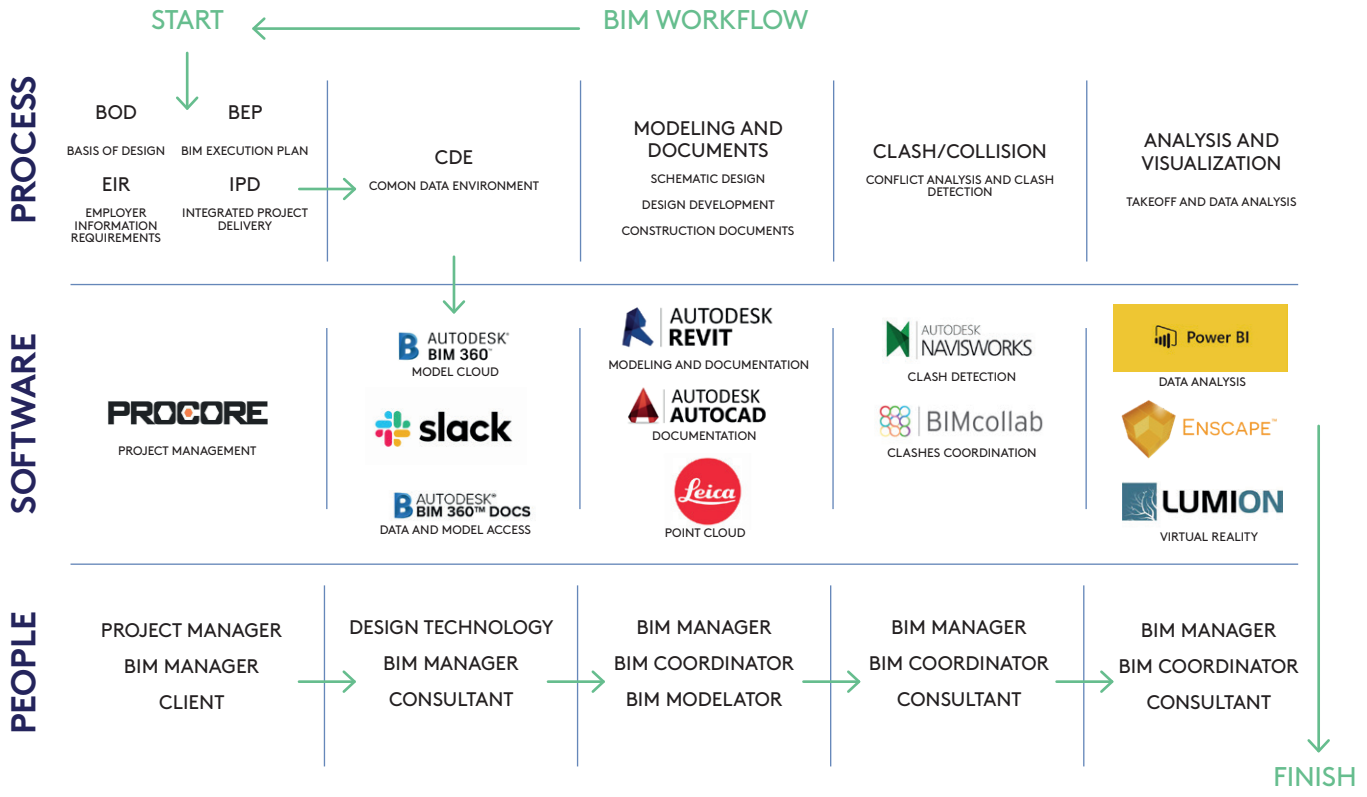 START
BIM WORKFLOW
PROCESS
BOD
BASIS OF DESIGN
BEP
BIM EXECUTION PLAN
EIR
EMPLOYER
INFORMATION
REQUIREMENTS
IPD
INTEGRATED PROJECT
DELIVERY
CDE
COMON DATA ENVIRONMENT
MODELING AND
DOCUMENTS
SCHEMATIC DESIGN
DESIGN DEVELOPMENT
CONSTRUCTION DOCUMENTS
CLASH/COLLISION
CONFLICT ANALYSIS AND CLASH
DETECTION
ANALYSIS AND
VISUALIZATION
TAKEOFF AND DATA ANALYSIS
SOFTWARE
PROCORE
PROJECT MANAGEMENT
B AUTODESK®
BIM 360™
MODEL CLOUD
slack
B AUTODESK®
BIM 360™ DOCS
DATA AND MODEL ACCESS
AUTODESK
REVIT
MODELING AND DOCUMENTATION
AUTODESK
AUTOCAD
DOCUMENTATION
Leica
POINT CLOUD
AUTODESK
NAVISWORKS
CLASH DETECTION
BIMcollab
CLASHES COORDINATION
Power BI
DATA ANALYSIS
ENSCAPE™
LUMION
VIRTUAL REALITY
PEOPLE
PROJECT MANAGER
BIM MANAGER
CLIENT
DESIGN TECHNOLOGY
BIM MANAGER
CONSULTANT
BIM MANAGER
BIM COORDINATOR
BIM MODELATOR
BIM MANAGER
BIM COORDINATOR
CONSULTANT
BIM MANAGER
BIM COORDINATOR
CONSULTANT
FINISH